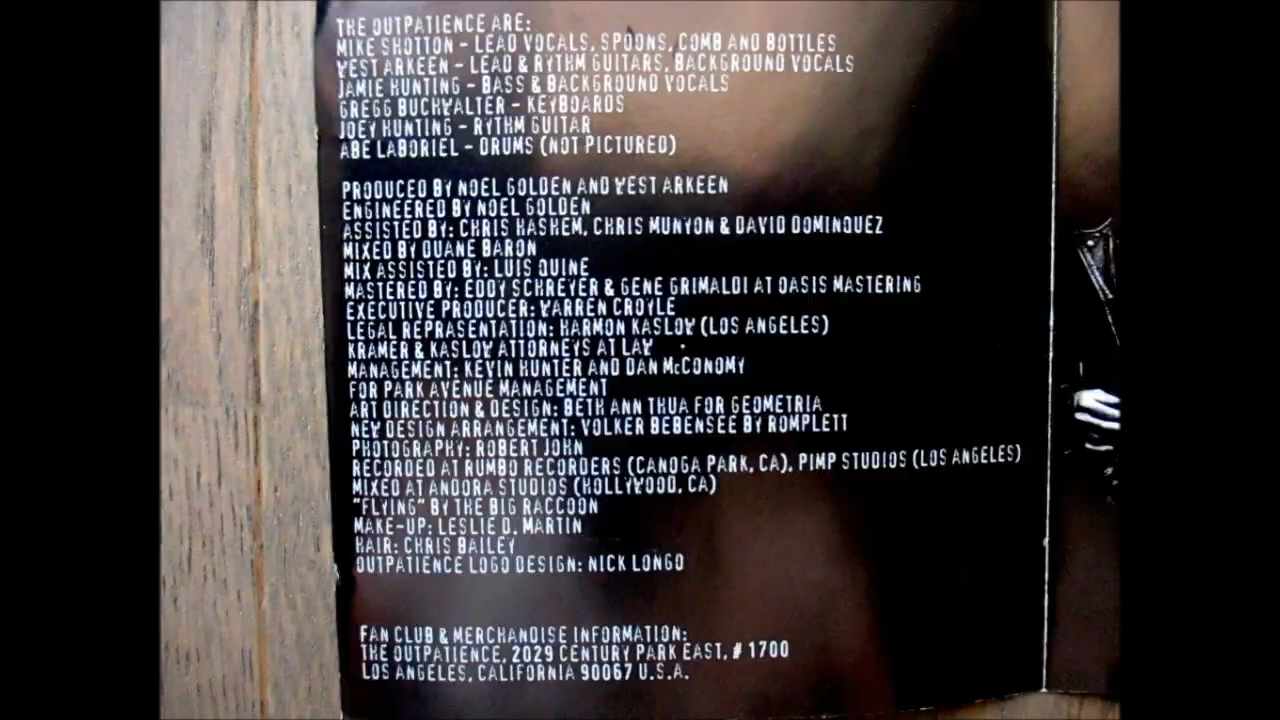 THE OUTPATIENCE ARE:
MIKE SHOTTON - LEAD VOCALS, SPOONS, COMB AND BOTTLES
WEST ARKEEN - LEAD & RYTHM GUITARS, BACKGROUND VOCALS
JAMIE HUNTING - BASS & BACKGROUND VOCALS
GREGG BUCHWALTER - KEYBOARDS
JOEY HUNTING - RYTHM GUITAR
ABE LABORIEL - DRUMS (NOT PICTURED)
PRODUCED BY NOEL GOLDEN AND WEST ARKEEN
ENGINEERED BY NOEL GOLDEN
ASSISTED BY: CHRIS HASHEM, CHRIS MUNYON & DAVID DOMINQUEZ
MIXED BY DUANE BARON
MIX ASSISTED BY: LUIS QUINE
MASTERED BY: EDDY SCHREYER & GENE GRIMALDI AT OASIS MASTERING
EXECUTIVE PRODUCER: WARREN CROYLE
LEGAL REPRSENTATION: HARMON KASLOW (LOS ANGELES)
KRAMER & KASLOW ATTORNEYS AT LAW
MANAGEMENT: KEVIN HUNTER AND DAN McCONOMY
FOR PARK AVENUE MANAGEMENT
ART DIRECTION & DESIGN: BETH ANN THUA FOR GEOMETRIA
NEW DESIGN ARRANGEMENT: VOLKER BEBENSEE BY ROMPLETT
PHOTOGRAPHY: ROBERT JOHN
RECORDED AT RUMBO RECORDERS (CANOGA PARK, CA), PIMP STUDIOS (LOS ANGELES)
MIXED AT ANDORA STUDIOS (HOLLYWOOD, CA)
"FLYING" BY THE BIG RACCOON
MAKE-UP: LESLIE D. MARTIN
HAIR: CHRIS BAILEY
OUTPATIENCE LOGO DESIGN: NICK LONGO
FAN CLUB & MERCHANDISE INFORMATION:
THE OUTPATIENCE, 2029 CENTURY PARK EAST, # 1700
LOS ANGELES, CALIFORNIA 90067 U.S.A.